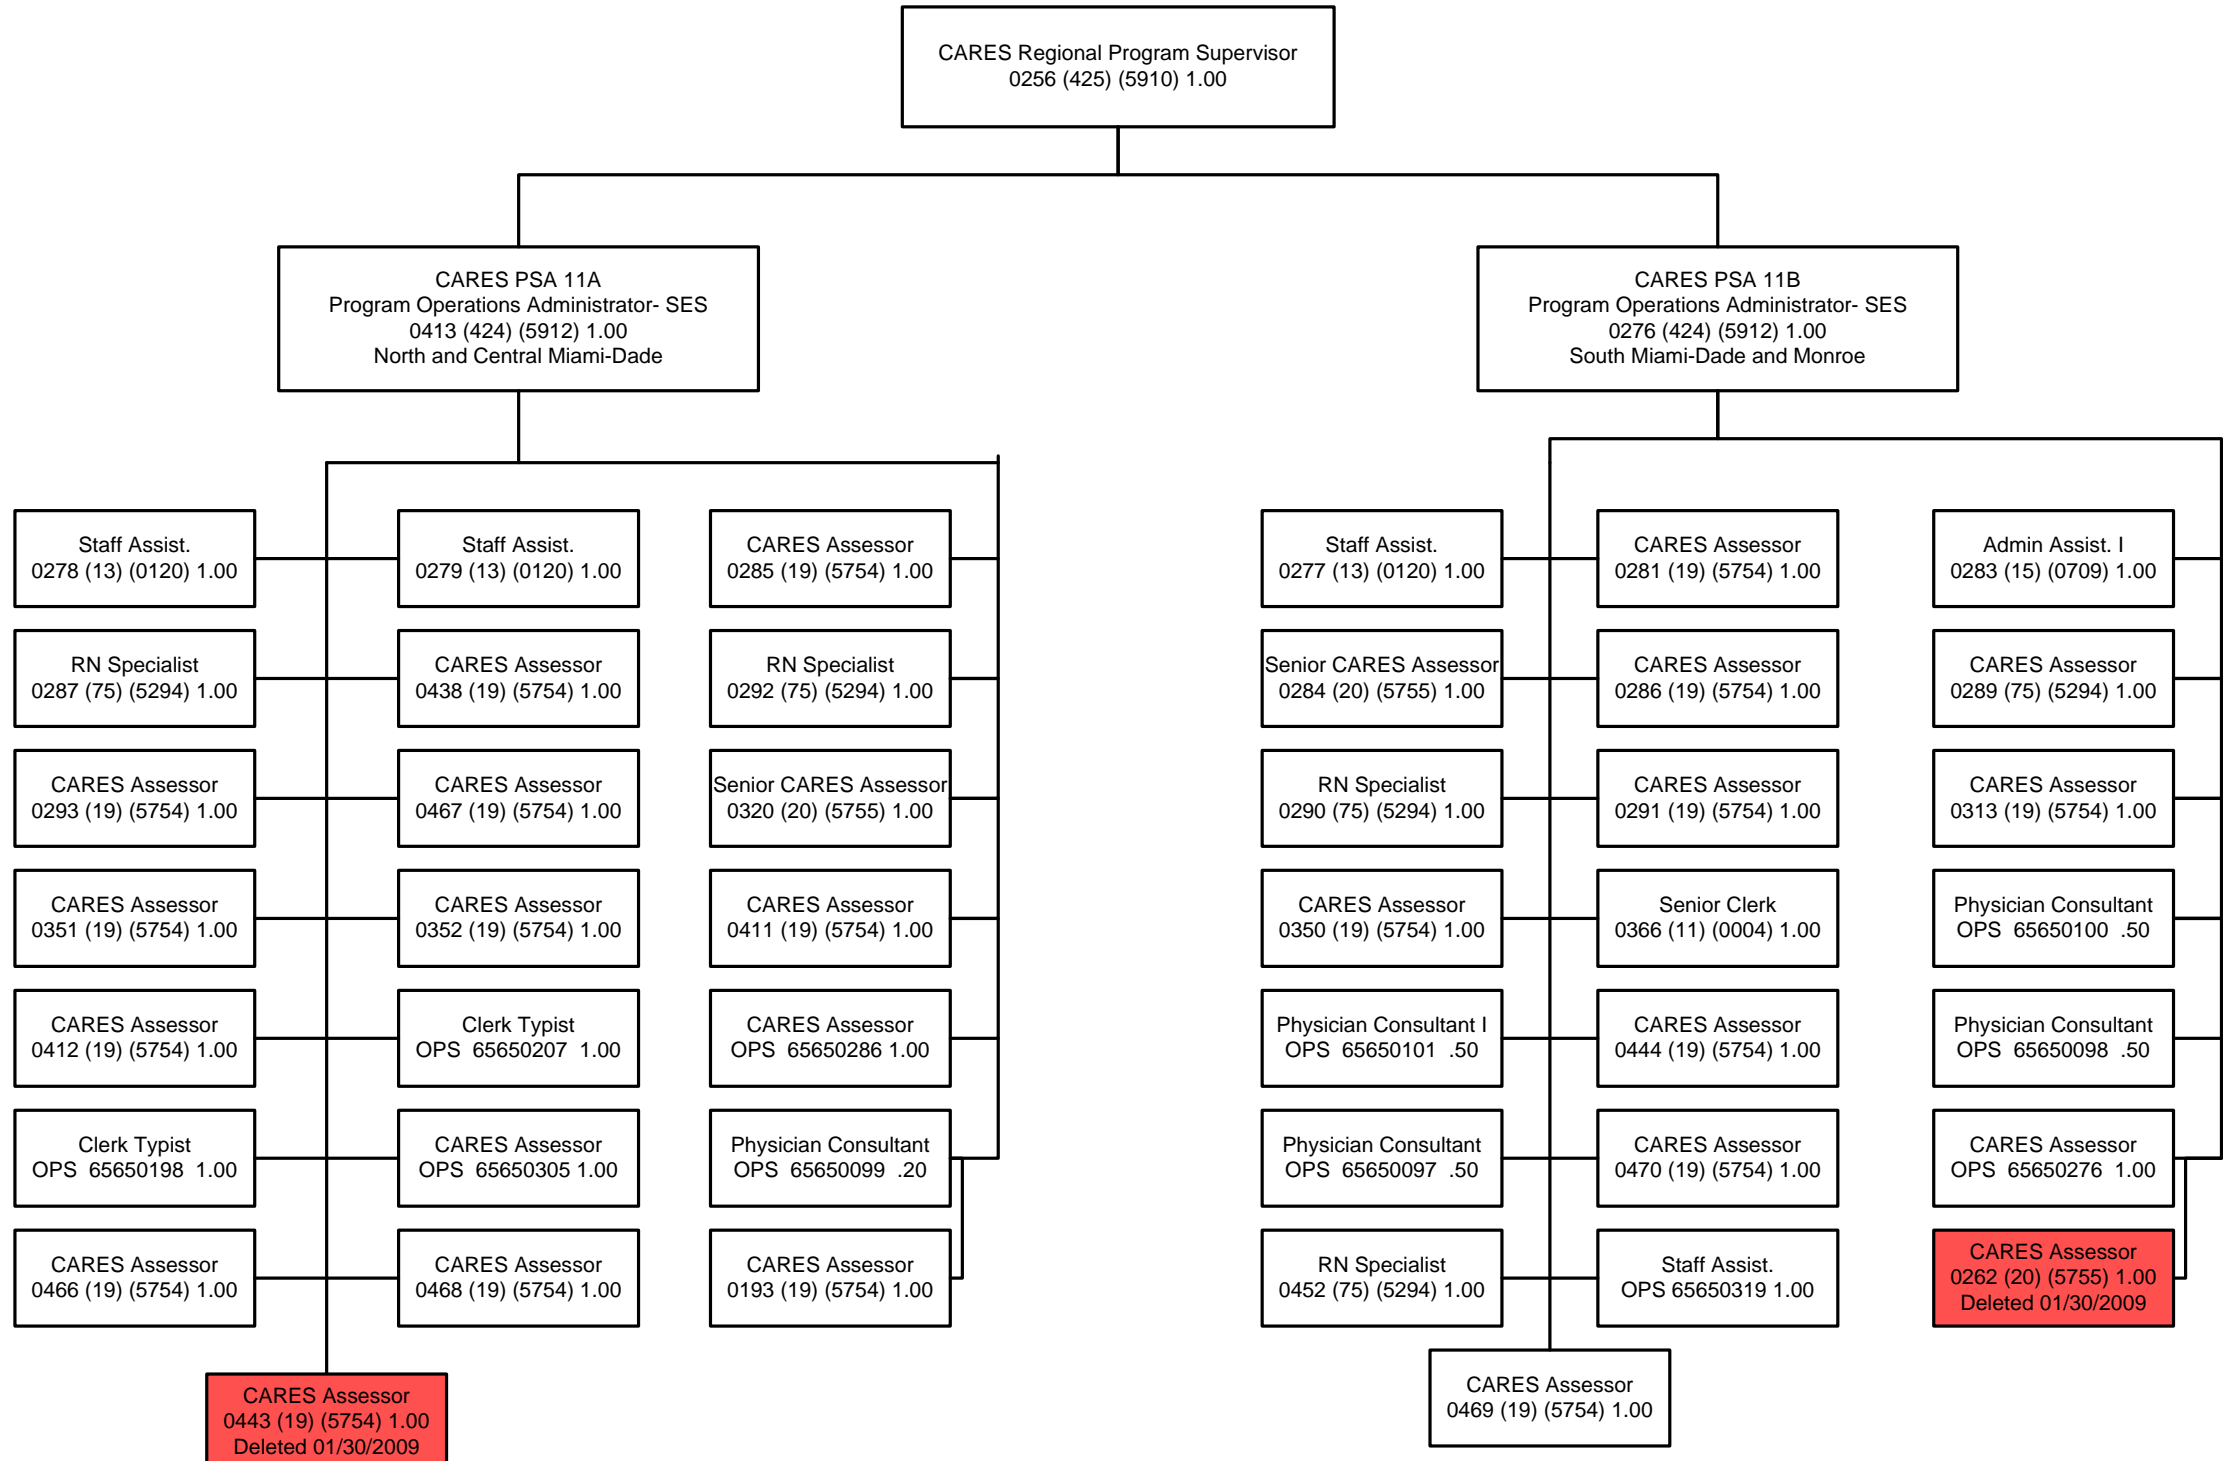 CARES Regional Program Supervisor
0256 (425) (5910) 1.00
CARES PSA 11A
Program Operations Administrator- SES
0413 (424) (5912) 1.00
North and Central Miami-Dade
CARES PSA 11B
Program Operations Administrator- SES
0276 (424) (5912) 1.00
South Miami-Dade and Monroe
Staff Assist.
0278 (13) (0120) 1.00
Staff Assist.
0279 (13) (0120) 1.00
CARES Assessor
0285 (19) (5754) 1.00
RN Specialist
0287 (75) (5294) 1.00
CARES Assessor
0438 (19) (5754) 1.00
RN Specialist
0292 (75) (5294) 1.00
CARES Assessor
0293 (19) (5754) 1.00
CARES Assessor
0467 (19) (5754) 1.00
Senior CARES Assessor
0320 (20) (5755) 1.00
CARES Assessor
0351 (19) (5754) 1.00
CARES Assessor
0352 (19) (5754) 1.00
CARES Assessor
0411 (19) (5754) 1.00
CARES Assessor
0412 (19) (5754) 1.00
Clerk Typist
OPS 65650207 1.00
CARES Assessor
OPS 65650286 1.00
Clerk Typist
OPS 65650198 1.00
CARES Assessor
OPS 65650305 1.00
Physician Consultant
OPS 65650099 .20
CARES Assessor
0466 (19) (5754) 1.00
CARES Assessor
0468 (19) (5754) 1.00
CARES Assessor
0193 (19) (5754) 1.00
CARES Assessor
0443 (19) (5754) 1.00
Deleted 01/30/2009
Staff Assist.
0277 (13) (0120) 1.00
CARES Assessor
0281 (19) (5754) 1.00
Admin Assist. I
0283 (15) (0709) 1.00
Senior CARES Assessor
0284 (20) (5755) 1.00
CARES Assessor
0286 (19) (5754) 1.00
CARES Assessor
0289 (75) (5294) 1.00
RN Specialist
0290 (75) (5294) 1.00
CARES Assessor
0291 (19) (5754) 1.00
CARES Assessor
0313 (19) (5754) 1.00
CARES Assessor
0350 (19) (5754) 1.00
Senior Clerk
0366 (11) (0004) 1.00
Physician Consultant
OPS 65650100 .50
Physician Consultant I
OPS 65650101 .50
CARES Assessor
0444 (19) (5754) 1.00
Physician Consultant
OPS 65650098 .50
Physician Consultant
OPS 65650097 .50
CARES Assessor
0470 (19) (5754) 1.00
CARES Assessor
OPS 65650276 1.00
RN Specialist
0452 (75) (5294) 1.00
Staff Assist.
OPS 65650319 1.00
CARES Assessor
0262 (20) (5755) 1.00
Deleted 01/30/2009
CARES Assessor
0469 (19) (5754) 1.00